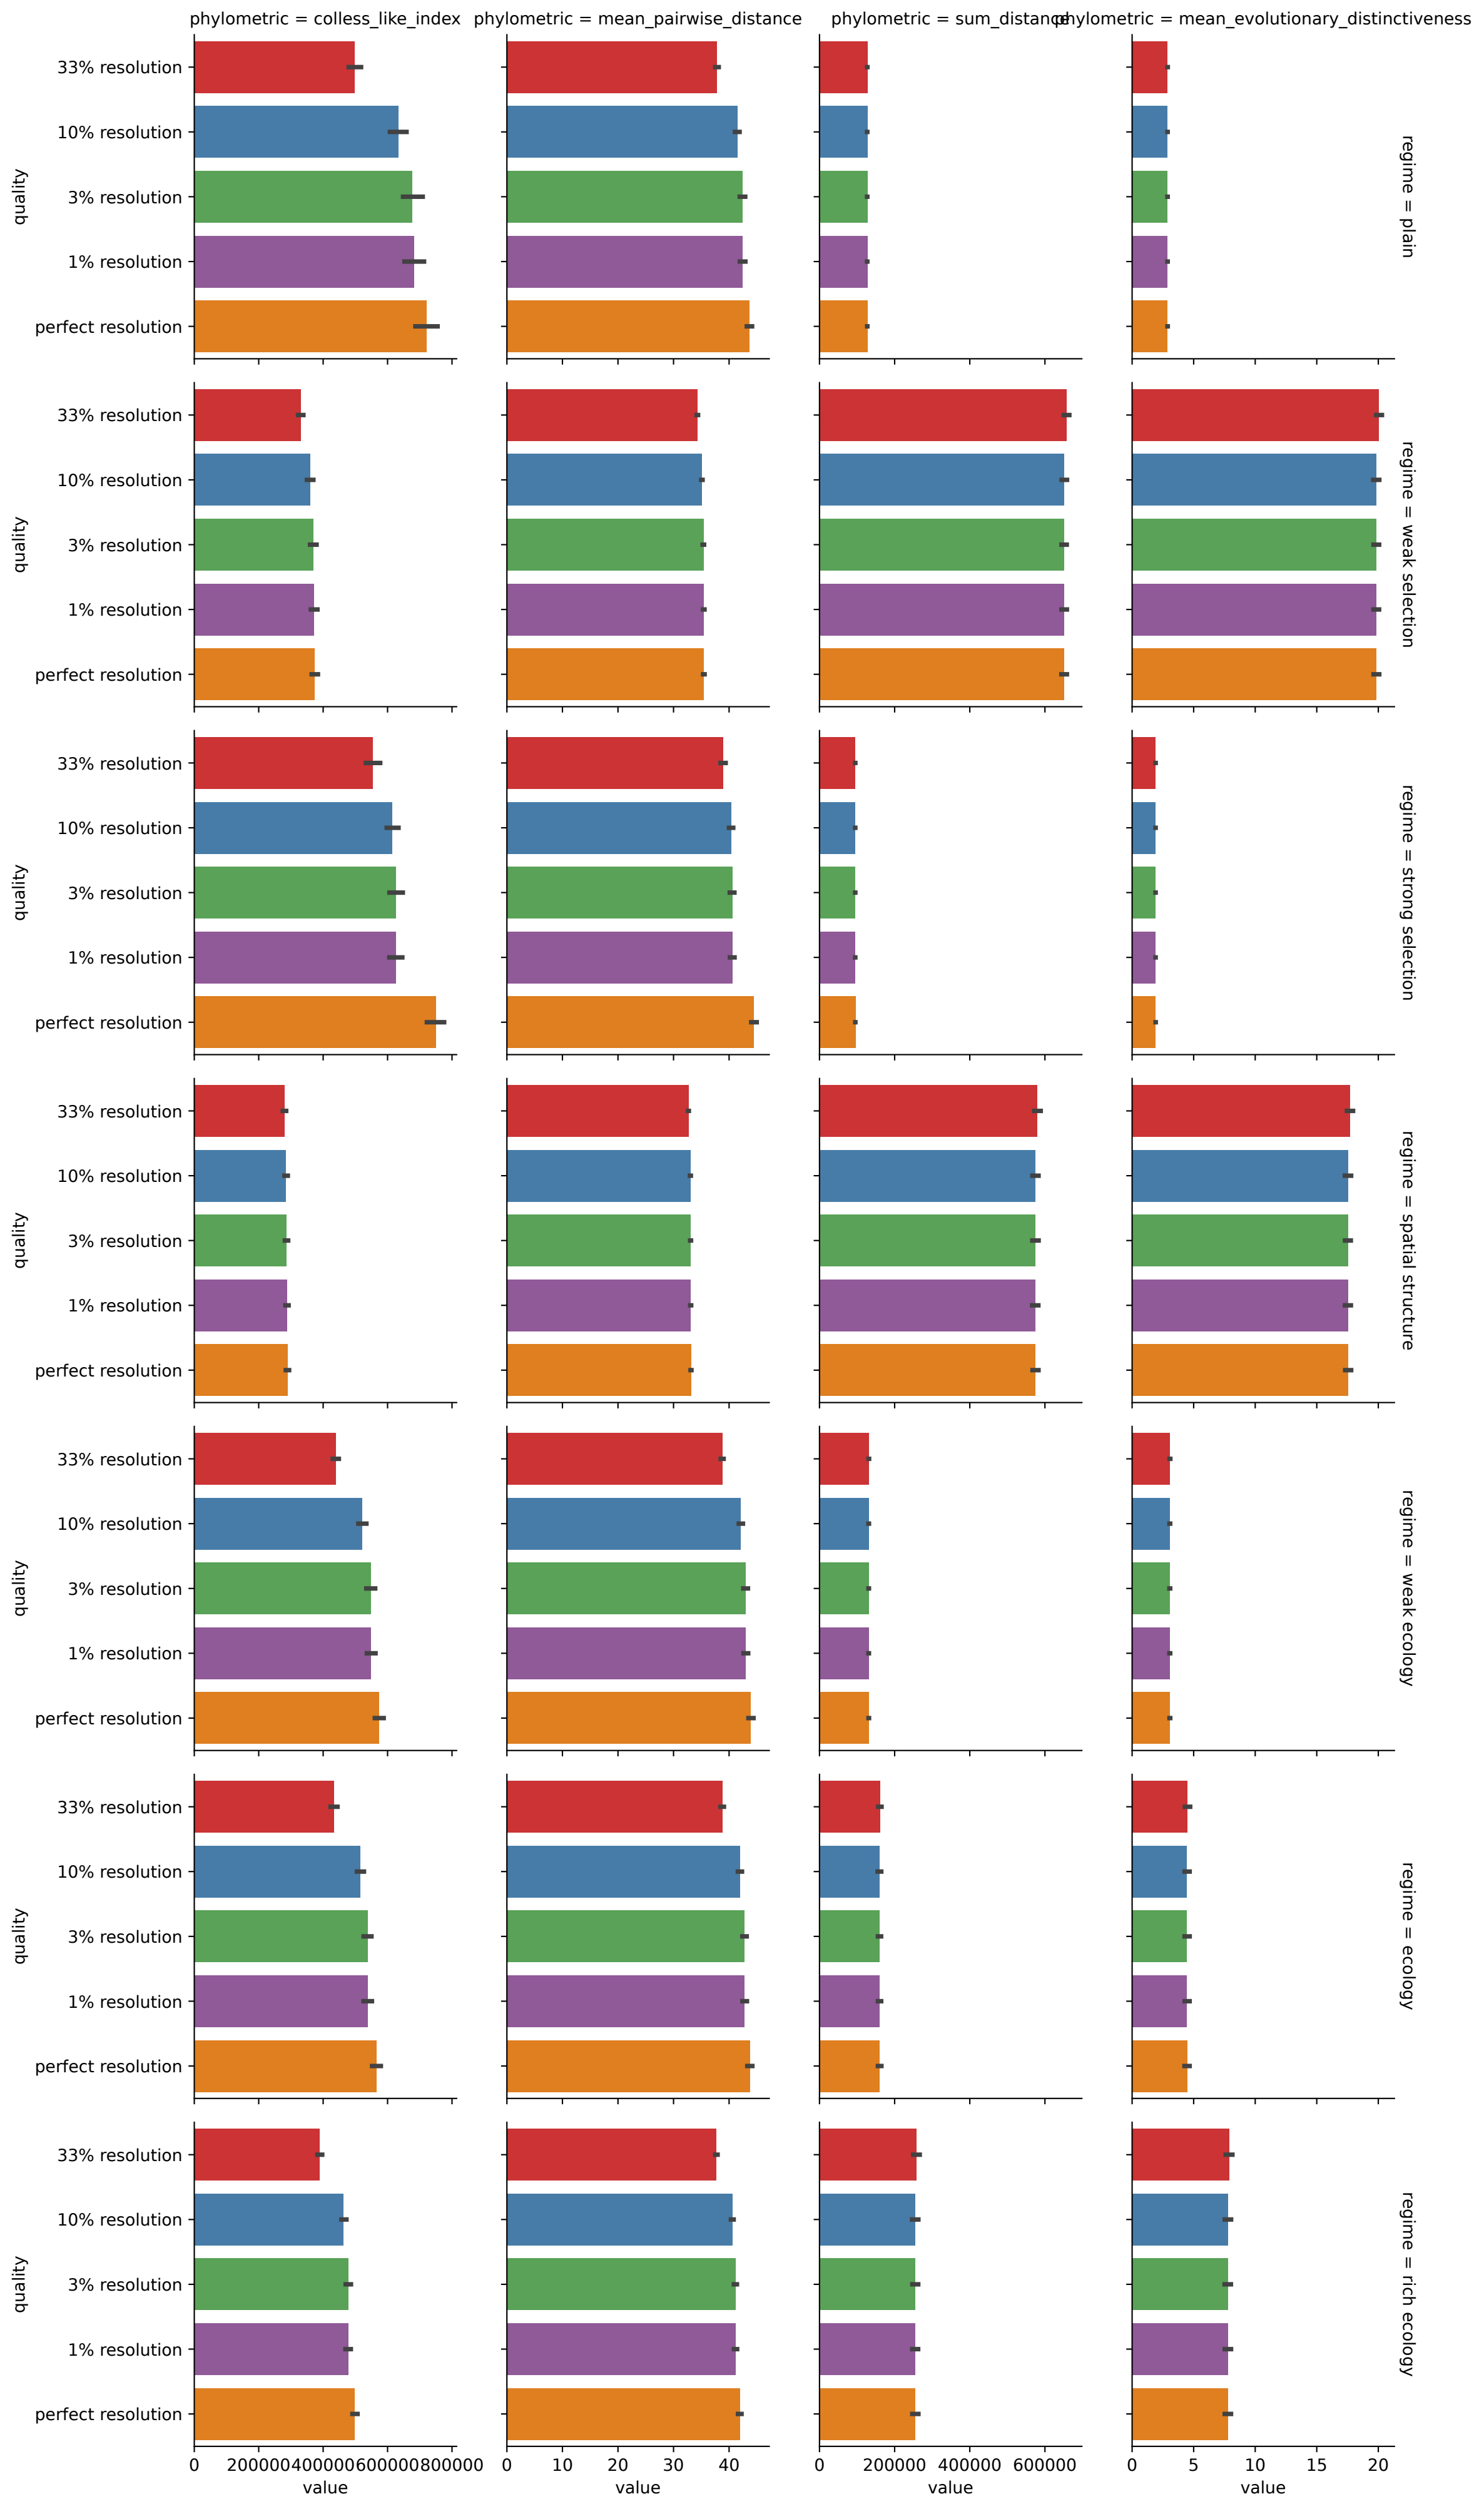 phylometric = colless_like_index
phylometric = mean_pairwise_distance
phylometric = sum_distance
phylometric = mean_evolutionary_distinctiveness
33% resolution
10% resolution
3% resolution
1% resolution
perfect resolution
quality
regime = plain
33% resolution
10% resolution
3% resolution
1% resolution
perfect resolution
quality
regime = weak selection
33% resolution
10% resolution
3% resolution
1% resolution
perfect resolution
quality
regime = strong selection
33% resolution
10% resolution
3% resolution
1% resolution
perfect resolution
quality
regime = spatial structure
33% resolution
10% resolution
3% resolution
1% resolution
perfect resolution
quality
regime = weak ecology
33% resolution
10% resolution
3% resolution
1% resolution
perfect resolution
quality
regime = ecology
33% resolution
10% resolution
3% resolution
1% resolution
perfect resolution
quality
regime = rich ecology
0 200000 400000 600000 800000
0 10 20 30 40
0 200000 400000 600000
0 5 10 15 20
value
value
value
value